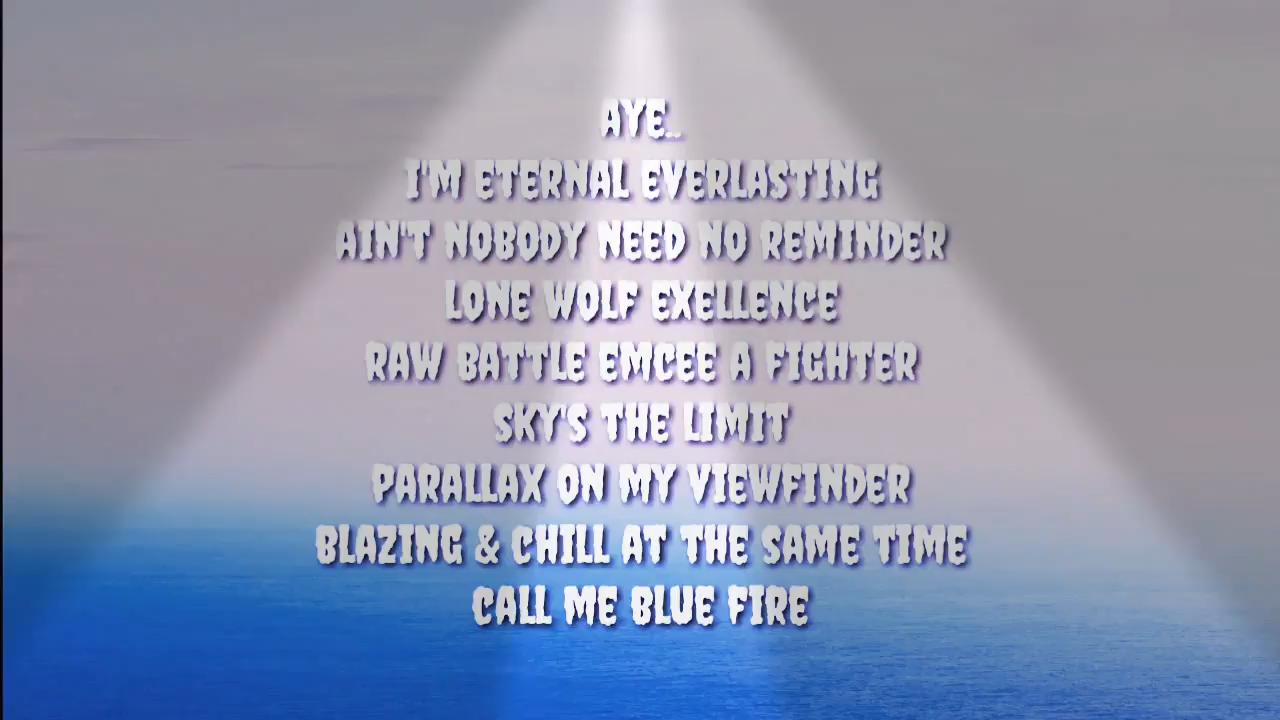 AYE..
I'M ETERNAL EVERLASTING
AIN'T NOBODY NEED NO REMINDER
LONE WOLF EXELLENCE
RAW BATTLE EMCEE A FIGHTER
SKY'S THE LIMIT
PARALLAX ON MY VIEWFINDER
BLAZING & CHILL AT THE SAME TIME
CALL ME BLUE FIRE